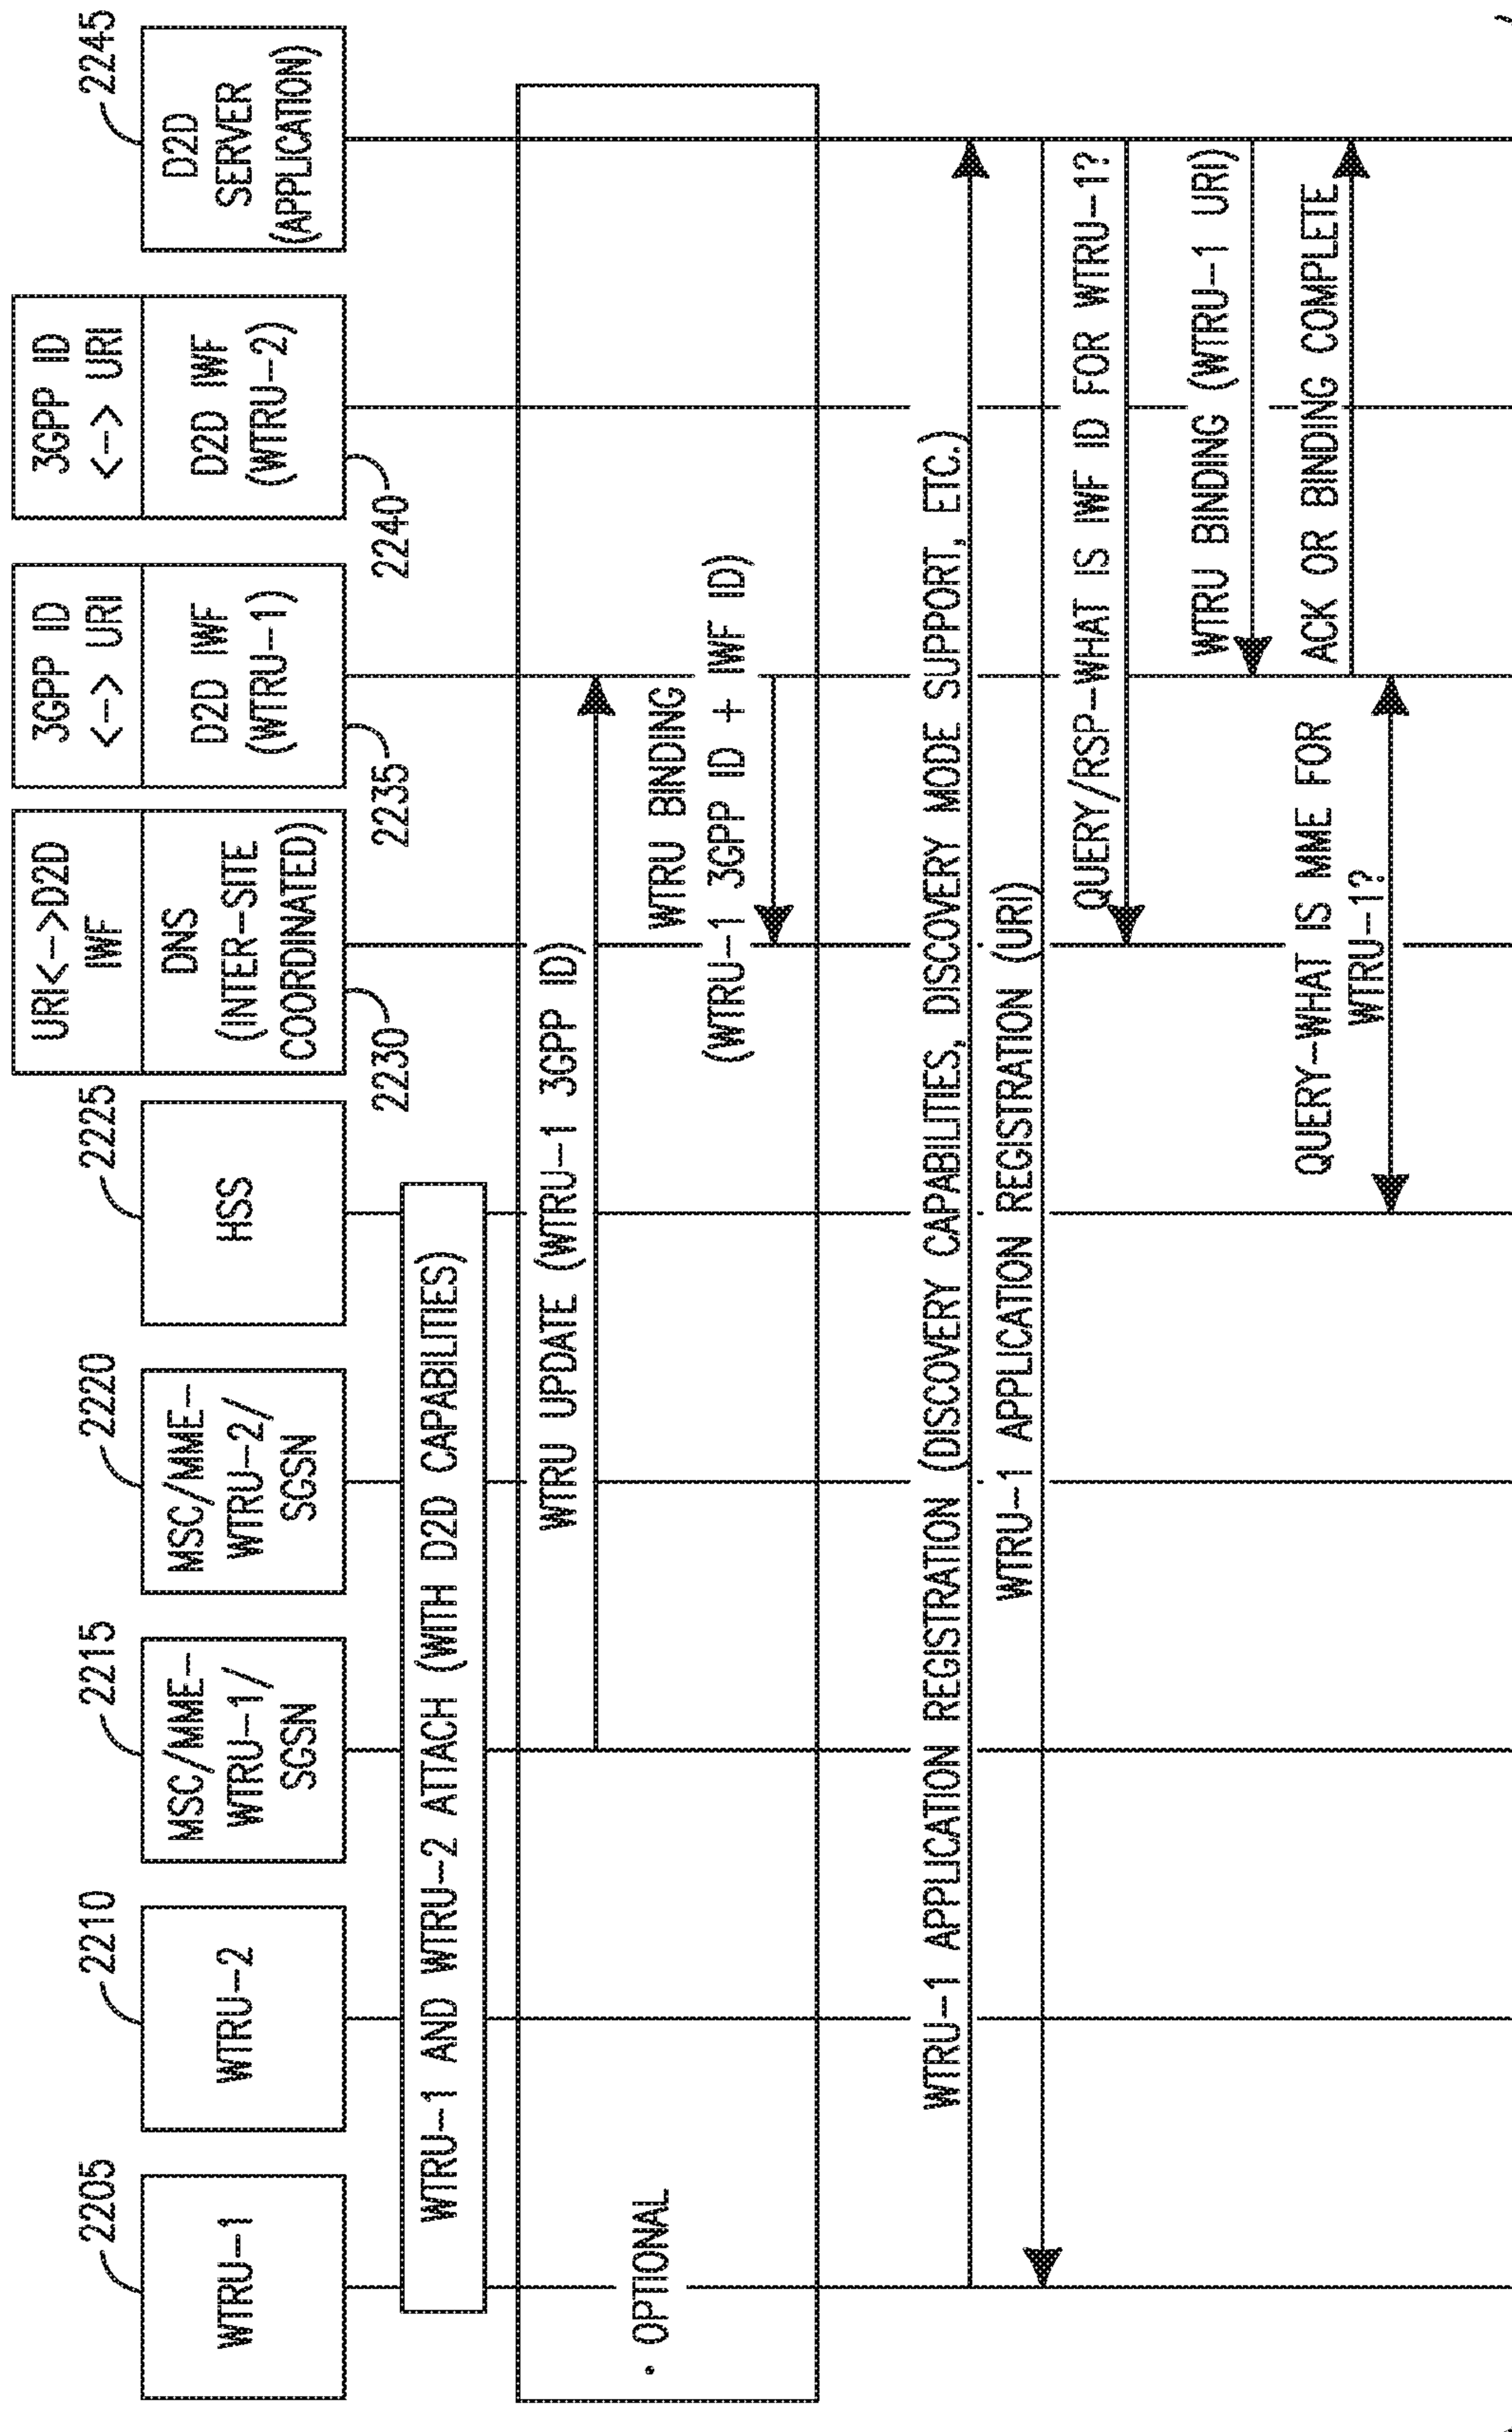 2205
WTRU-1
2210
WTRU-2
2215
MSC/MME-
WTRU-1/
SGSN
2220
MSC/MME-
WTRU-2/
SGSN
2225
HSS
URI<->D2D
IWF
DNS
(INTER-SITE
COORDINATED)
2230
3GPP ID
<-> URI
D2D IWF
(WTRU-1)
2235
3GPP ID
<-> URI
D2D IWF
(WTRU-2)
2240
2245
D2D
SERVER
(APPLICATION)
WTRU-1 AND WTRU-2 ATTACH (WITH D2D CAPABILITIES)
WTRU UPDATE (WTRU-1 3GPP ID)
• OPTIONAL
WTRU BINDING
(WTRU-1 3GPP ID + IWF ID)
WTRU-1 APPLICATION REGISTRATION (DISCOVERY CAPABILITIES, DISCOVERY MODE SUPPORT, ETC.)
WTRU-1 APPLICATION REGISTRATION (URI)
QUERY/RSP-WHAT IS IWF ID FOR WTRU-1?
WTRU BINDING (WTRU-1 URI)
ACK OR BINDING COMPLETE
QUERY-WHAT IS MME FOR
WTRU-1?